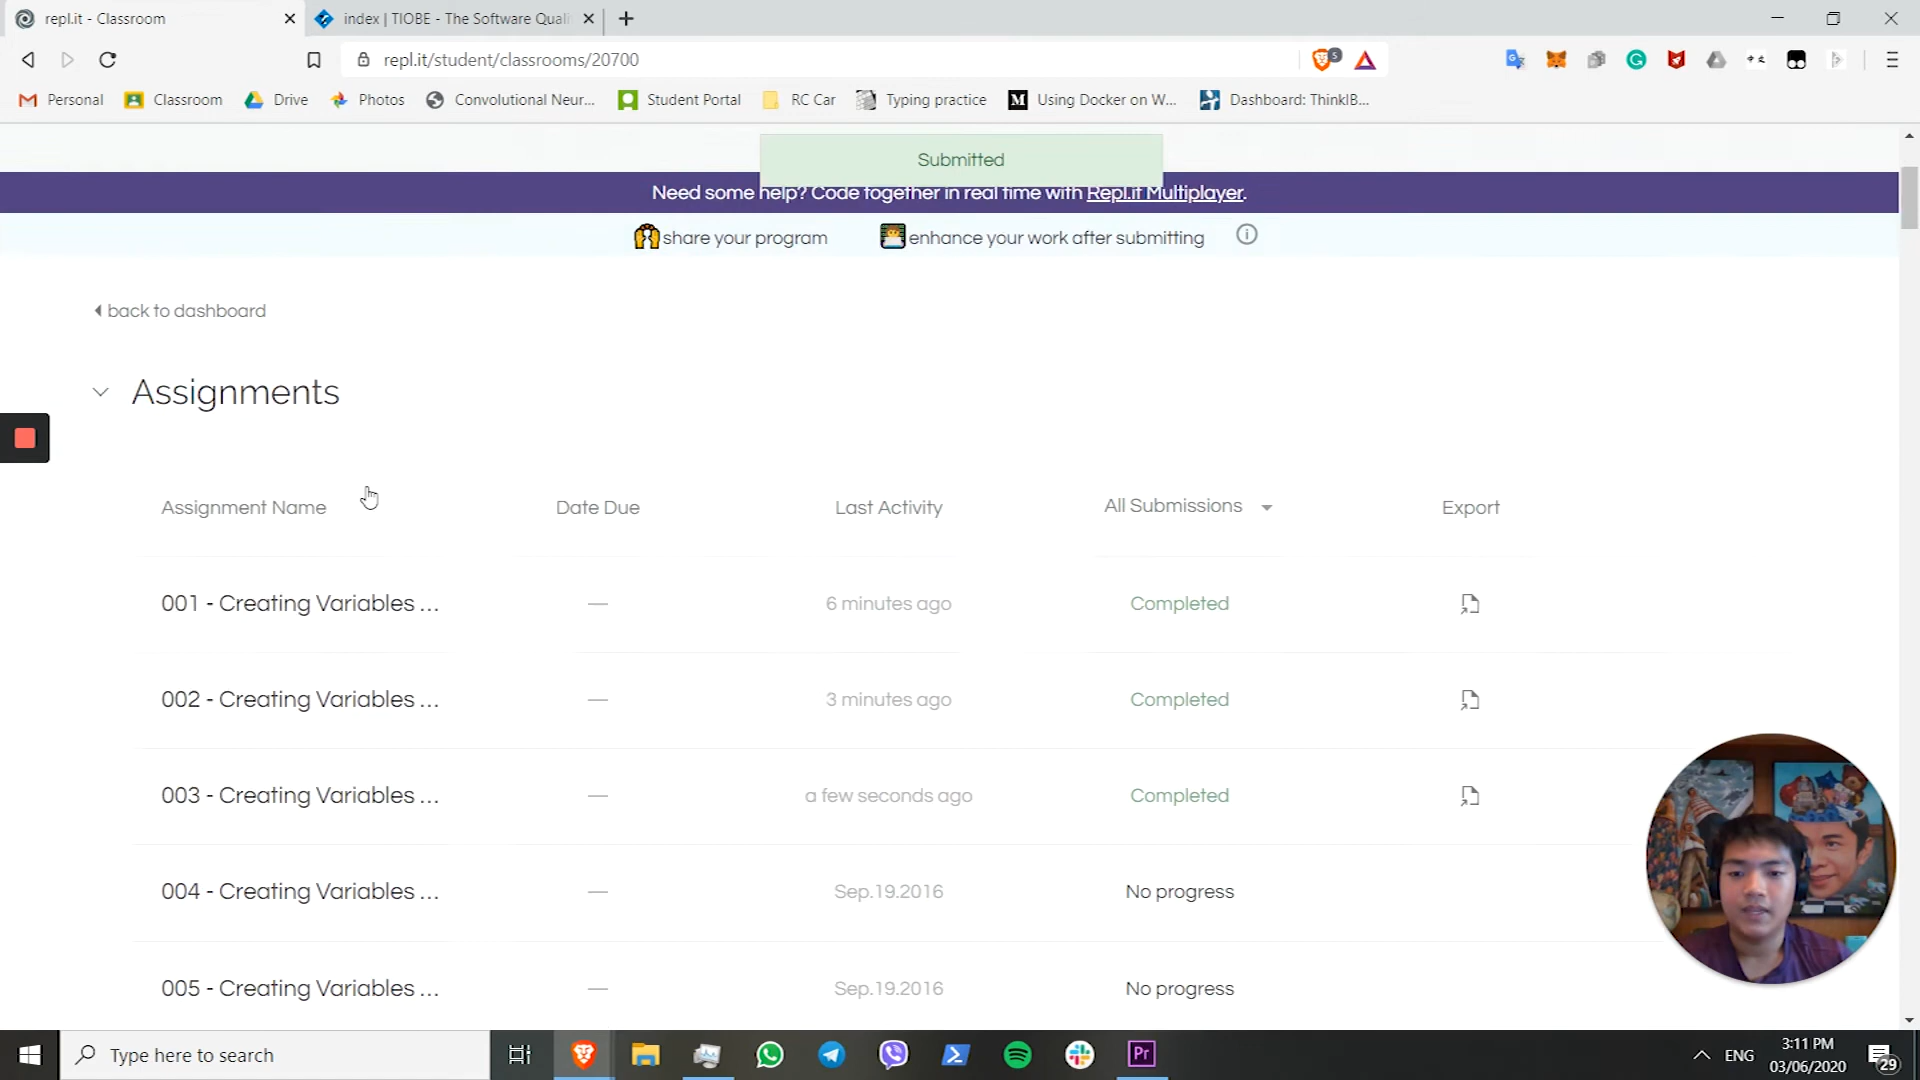 repl.it - Classroom
index | TIOBE - The Software Quali
repl.it/student/classrooms/20700
5
Personal
Classroom
Drive
Photos
Convolutional Neur...
Student Portal
RC Car
Typing practice
M
Using Docker on W...
Dashboard: ThinkIB...
Submitted
Need some help? Code together in real time with Repl.it Multiplayer.
share your program
enhance your work after submitting
back to dashboard
Assignments
Assignment Name
Date Due
Last Activity
All Submissions
Export
001 - Creating Variables ...
—
6 minutes ago
Completed
002 - Creating Variables ...
—
3 minutes ago
Completed
003 - Creating Variables ...
—
a few seconds ago
Completed
004 - Creating Variables ...
—
Sep.19.2016
No progress
005 - Creating Variables ...
—
Sep.19.2016
No progress
Type here to search
Pr
ENG
3:11 PM
03/06/2020
29